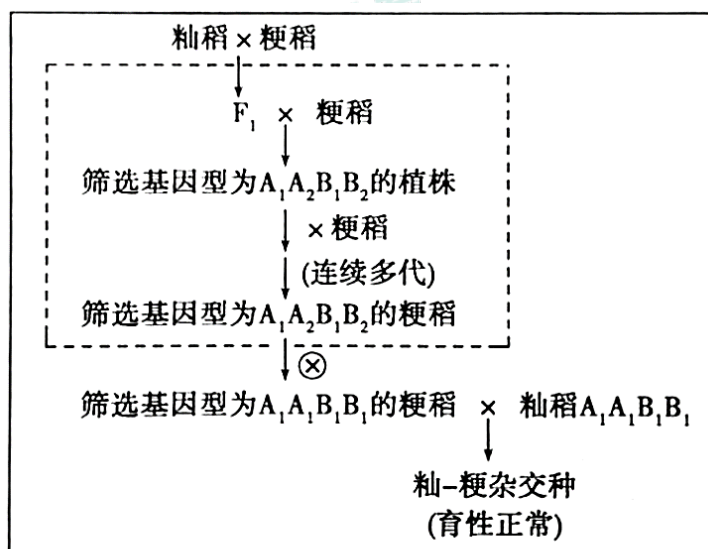 籼稻×粳稻
F₁ × 粳稻
筛选基因型为A₁A₂B₁B₂的植株
×粳稻
(连续多代)
筛选基因型为A₁A₂B₁B₂的粳稻
⊗
筛选基因型为A₁A₁B₁B₁的粳稻 × 籼稻A₁A₁B₁B₁
籼-粳杂交种
(育性正常)